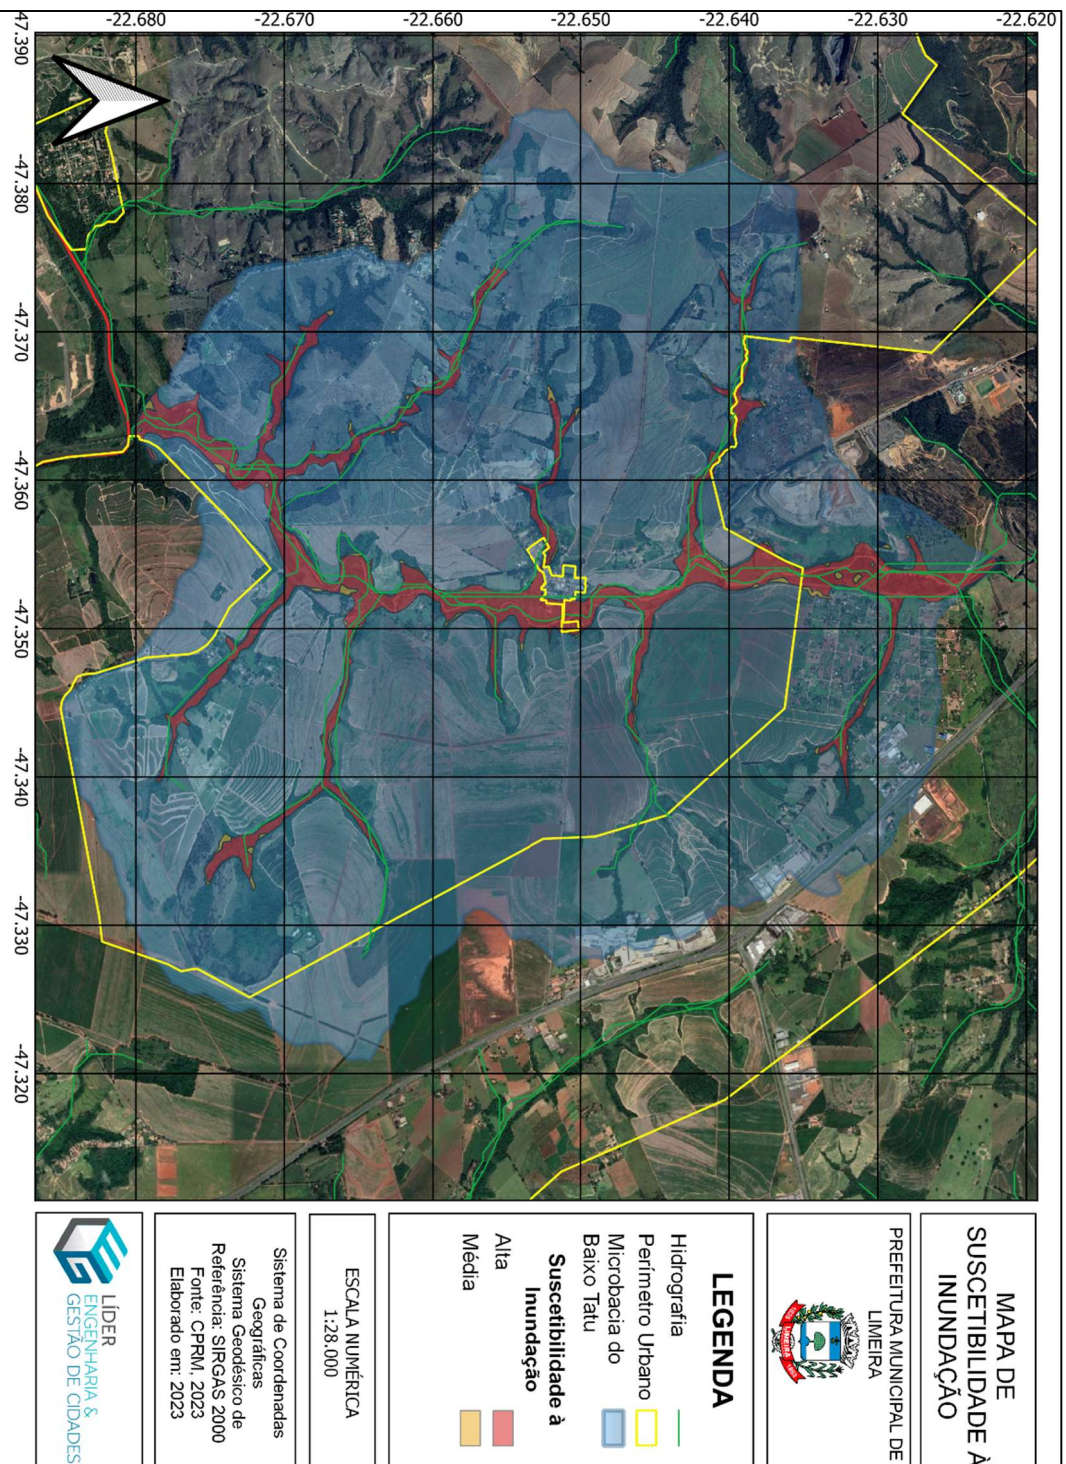 -22.680
-22.670
-22.660
-22.650
-22.640
-22.630
-22.620
-47.390
-47.380
-47.370
-47.360
-47.350
-47.340
-47.330
-47.320
MAPA DE
SUSCETIBILIDADE À
INUNDAÇÃO
PREFEITURA MUNICIPAL DE
LIMEIRA
LEGENDA
Hidrografia
Perímetro Urbano
Microbacia do
Baixo Tatu
Suscetibilidade à
Inundação
Alta
Média
ESCALA NUMÉRICA
1:28.000
Sistema de Coordenadas
Geográficas
Sistema Geodésico de
Referência: SIRGAS 2000
Fonte: CPRM, 2023
Elaborado em: 2023
LÍDER
ENGENHARIA &
GESTÃO DE CIDADES